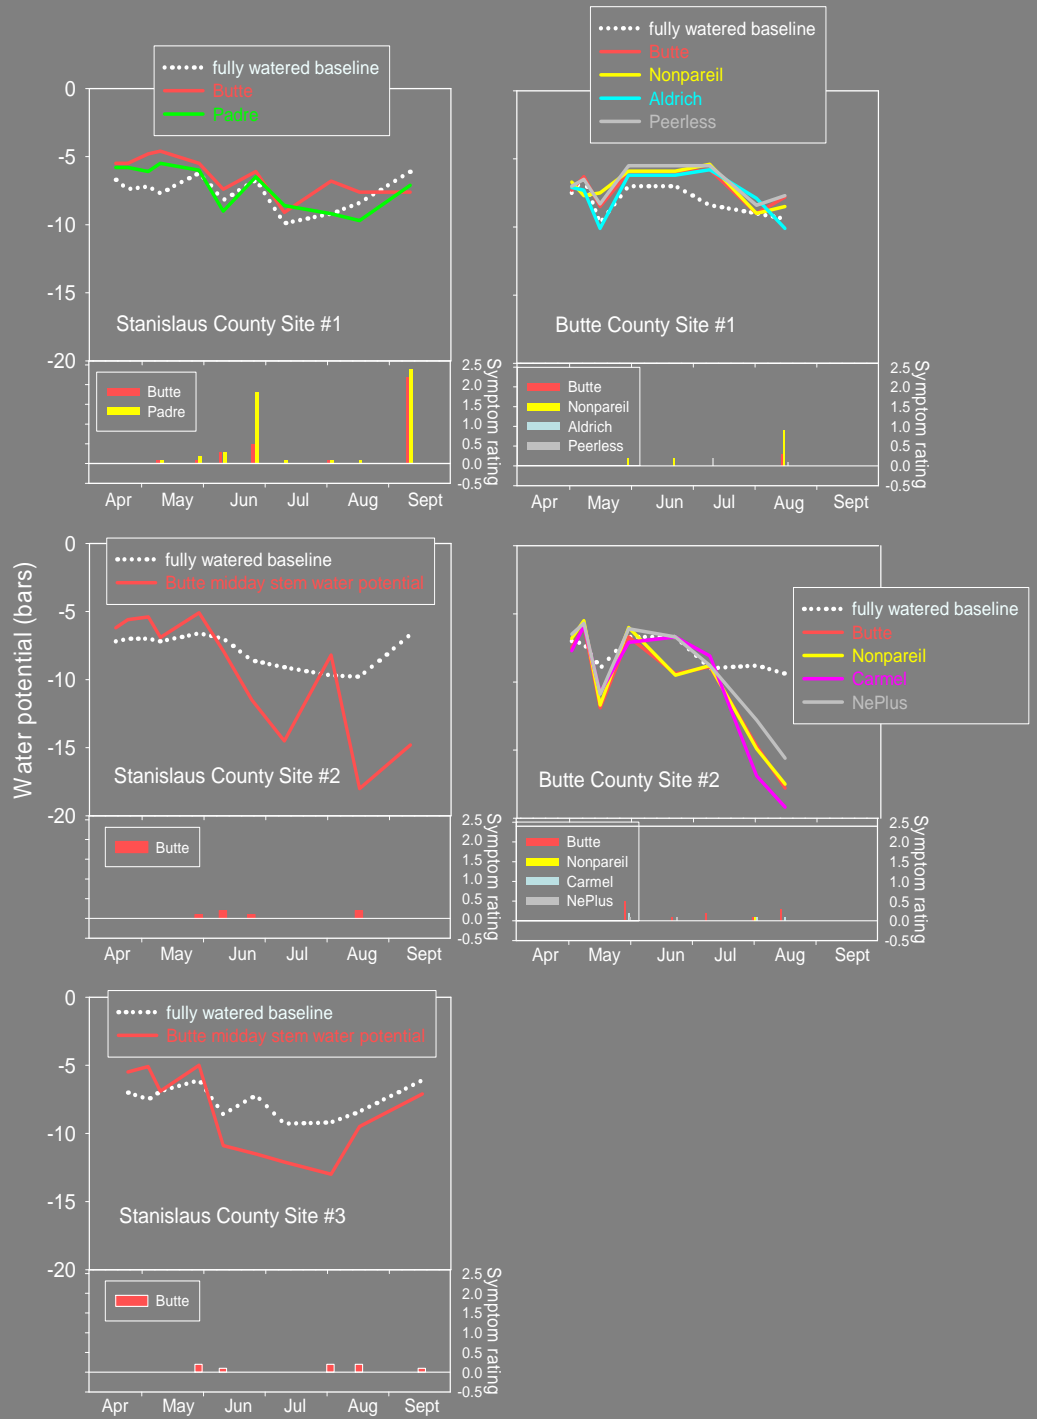 fully watered baseline
Butte
Padre
fully watered baseline
Butte
Nonpareil
Aldrich
Peerless
0
-5
-10
-15
-20
Stanislaus County Site #1
Butte County Site #1
Butte
Padre
2.5
2.0
1.5
1.0
0.5
0.0
-0.5
Symptom rating
Apr May Jun Jul Aug Sept
Butte
Nonpareil
Aldrich
Peerless
2.5
2.0
1.5
1.0
0.5
0.0
-0.5
Symptom rating
Apr May Jun Jul Aug Sept
Water potential (bars)
0
-5
-10
-15
-20
fully watered baseline
Butte midday stem water potential
Stanislaus County Site #2
fully watered baseline
Butte
Nonpareil
Carmel
NePlus
Butte County Site #2
Butte
2.5
2.0
1.5
1.0
0.5
0.0
-0.5
Symptom rating
Apr May Jun Jul Aug Sept
Butte
Nonpareil
Carmel
NePlus
2.5
2.0
1.5
1.0
0.5
0.0
-0.5
Symptom rating
Apr May Jun Jul Aug Sept
0
-5
-10
-15
-20
fully watered baseline
Butte midday stem water potential
Stanislaus County Site #3
Butte
2.5
2.0
1.5
1.0
0.5
0.0
-0.5
Symptom rating
Apr May Jun Jul Aug Sept